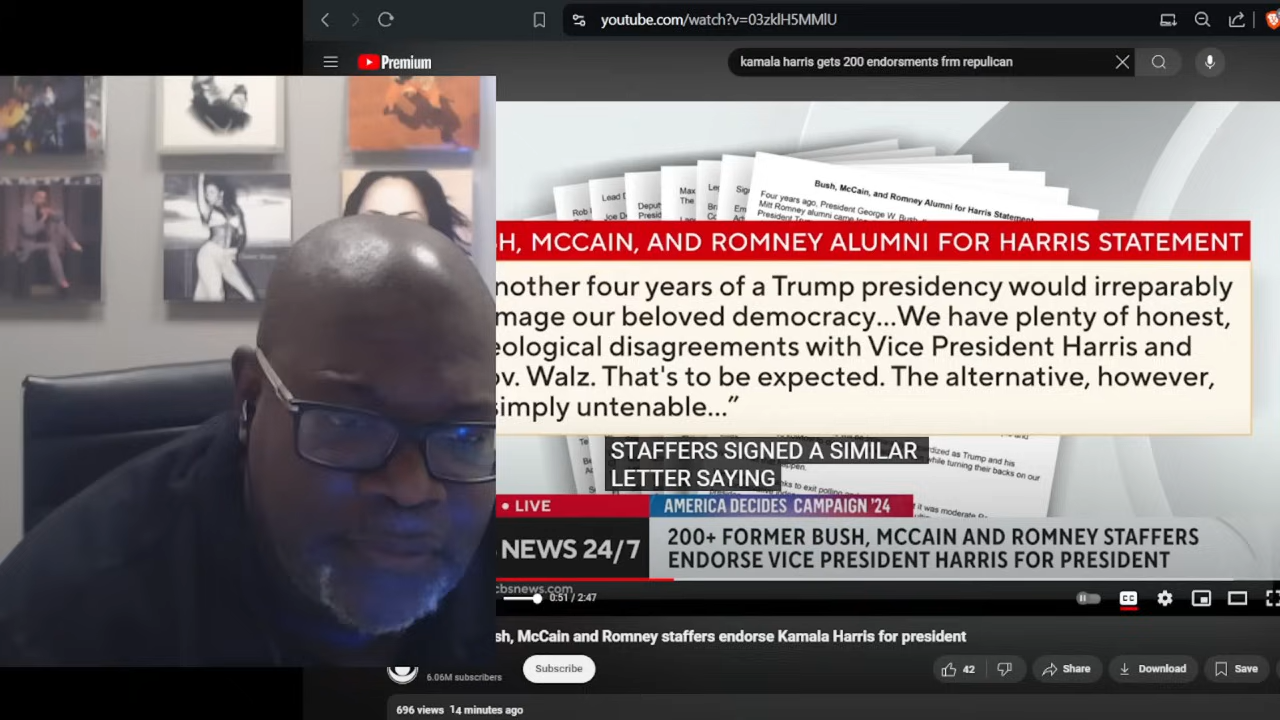 youtube.com/watch?v=03zklH5MMlU
Premium
kamala harris gets 200 endorsments frm repulican
Lead D
Max
The
Bush, McCain, and Romney Alumni for Harris Statement
Four years ago, President George W. Bush,
Mitt Romney alumni came
President
H, MCCAIN, AND ROMNEY ALUMNI FOR HARRIS STATEMENT
nother four years of a Trump presidency would irreparably
mage our beloved democracy...We have plenty of honest,
eological disagreements with Vice President Harris and
ov. Walz. That's to be expected. The alternative, however,
simply untenable..."
STAFFERS SIGNED A SIMILAR
LETTER SAYING
LIVE
AMERICA DECIDES CAMPAIGN '24
NEWS 24/7
200+ FORMER BUSH, MCCAIN AND ROMNEY STAFFERS
ENDORSE VICE PRESIDENT HARRIS FOR PRESIDENT
cbsnews.com
0:51 / 2:47
CC
sh, McCain and Romney staffers endorse Kamala Harris for president
6.06M subscribers
Subscribe
42
Share
Download
Save
696 views 14 minutes ago